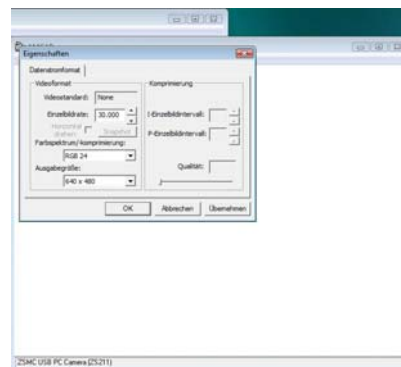 Eigenschaften
Datenstromformat
Videoformat
Videostandard: None
Einzelbildrate: 30.000
Horizontal drehen Snapshot
Farbspektrum/-komprimierung:
RGB 24
Ausgabegröße:
640 x 480
Komprimierung
I-Einzelbildintervall:
P-Einzelbildintervall:
Qualität:
OK Abbrechen Übernehmen
ZSMC USB PC Camera (ZS211)